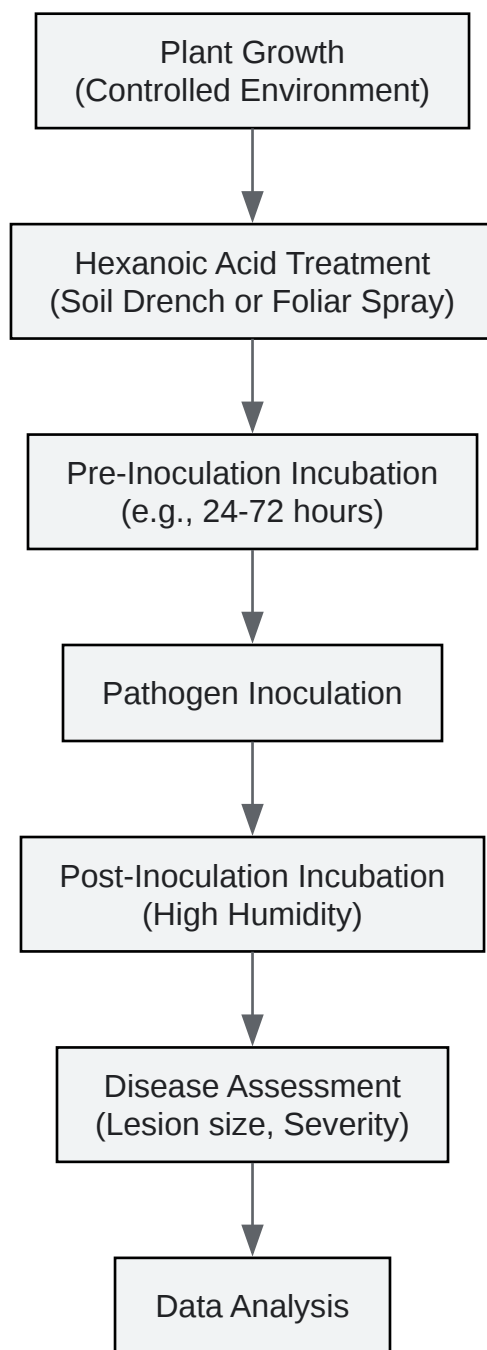 Plant Growth
(Controlled Environment)
Hexanoic Acid Treatment
(Soil Drench or Foliar Spray)
Pre-Inoculation Incubation
(e.g., 24-72 hours)
Pathogen Inoculation
Post-Inoculation Incubation
(High Humidity)
Disease Assessment
(Lesion size, Severity)
Data Analysis